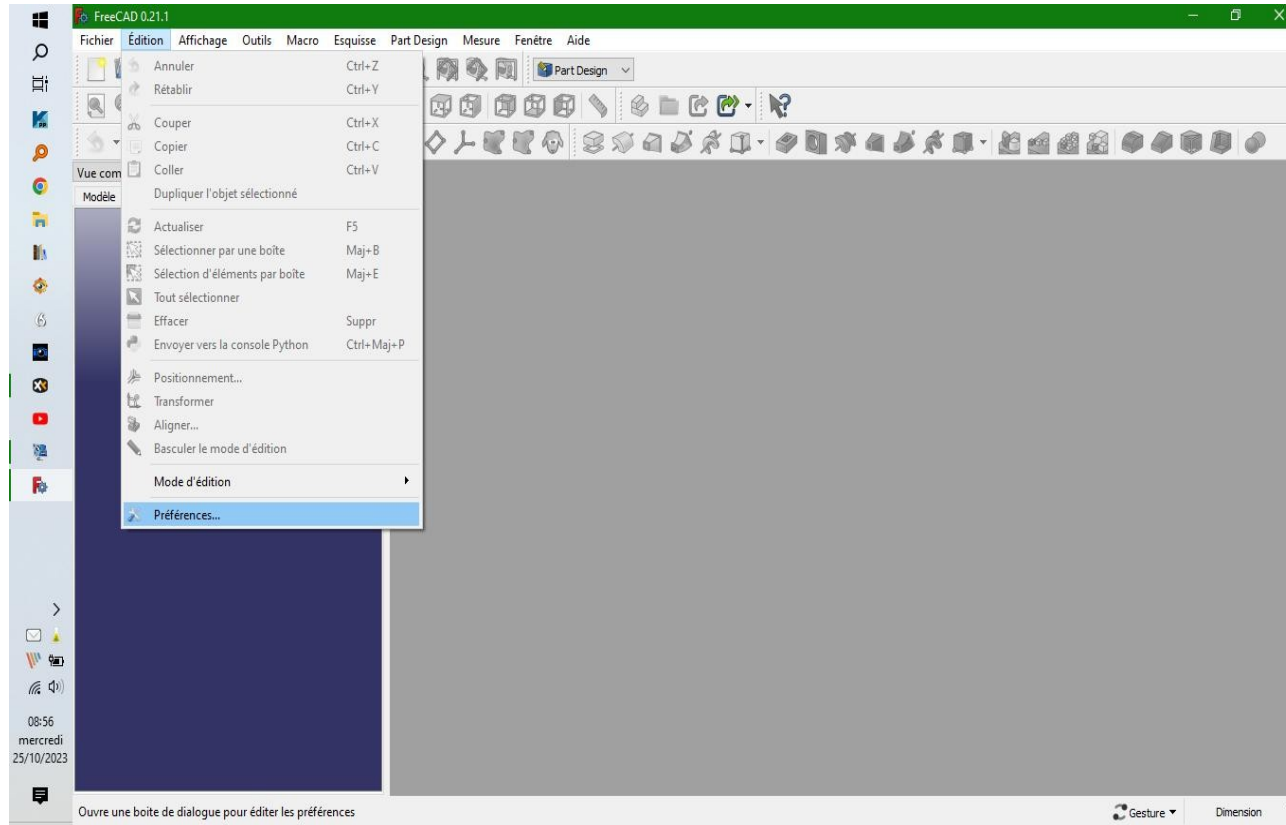 FreeCAD 0.21.1
Fichier Édition Affichage Outils Macro Esquisse Part Design Mesure Fenêtre Aide
Annuler Ctrl+Z
Part Design
Rétablir Ctrl+Y
Couper Ctrl+X
Copier Ctrl+C
Vue com
Coller Ctrl+V
Modèle
Dupliquer l'objet sélectionné
Actualiser F5
Sélectionner par une boîte Maj+B
Sélection d'éléments par boîte Maj+E
Tout sélectionner
Effacer Suppr
Envoyer vers la console Python Ctrl+Maj+P
Positionnement...
Transformer
Aligner...
Basculer le mode d'édition
Mode d'édition
Préférences...
08:56
mercredi
25/10/2023
Ouvre une boite de dialogue pour éditer les préférences
Gesture
Dimension